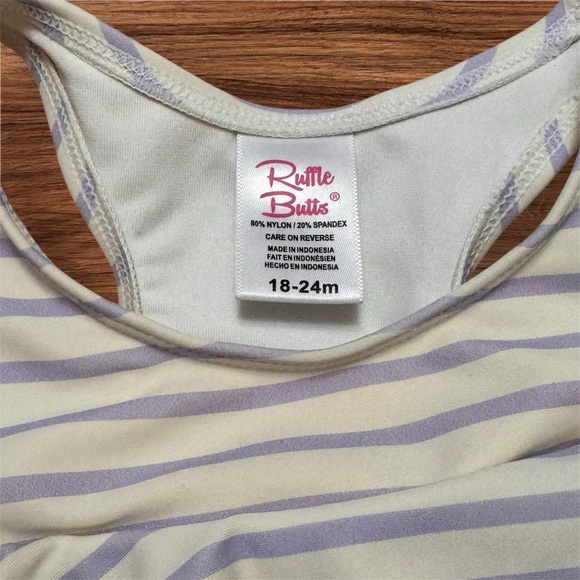 Ruffle
Butts®
80% NYLON / 20% SPANDEX
CARE ON REVERSE
MADE IN INDONESIA
FAIT EN INDONÉSIEN
HECHO EN INDONESIA
18-24m